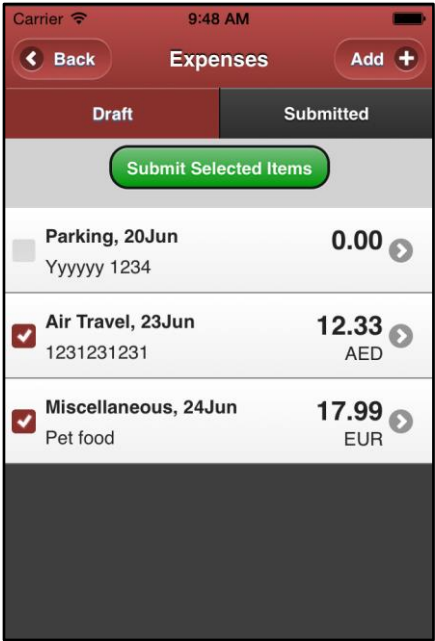 Carrier 9:48 AM
Back Expenses Add
Draft Submitted
Submit Selected Items
Parking, 20Jun 0.00
Yyyyyy 1234
Air Travel, 23Jun 12.33
1231231231 AED
Miscellaneous, 24Jun 17.99
Pet food EUR